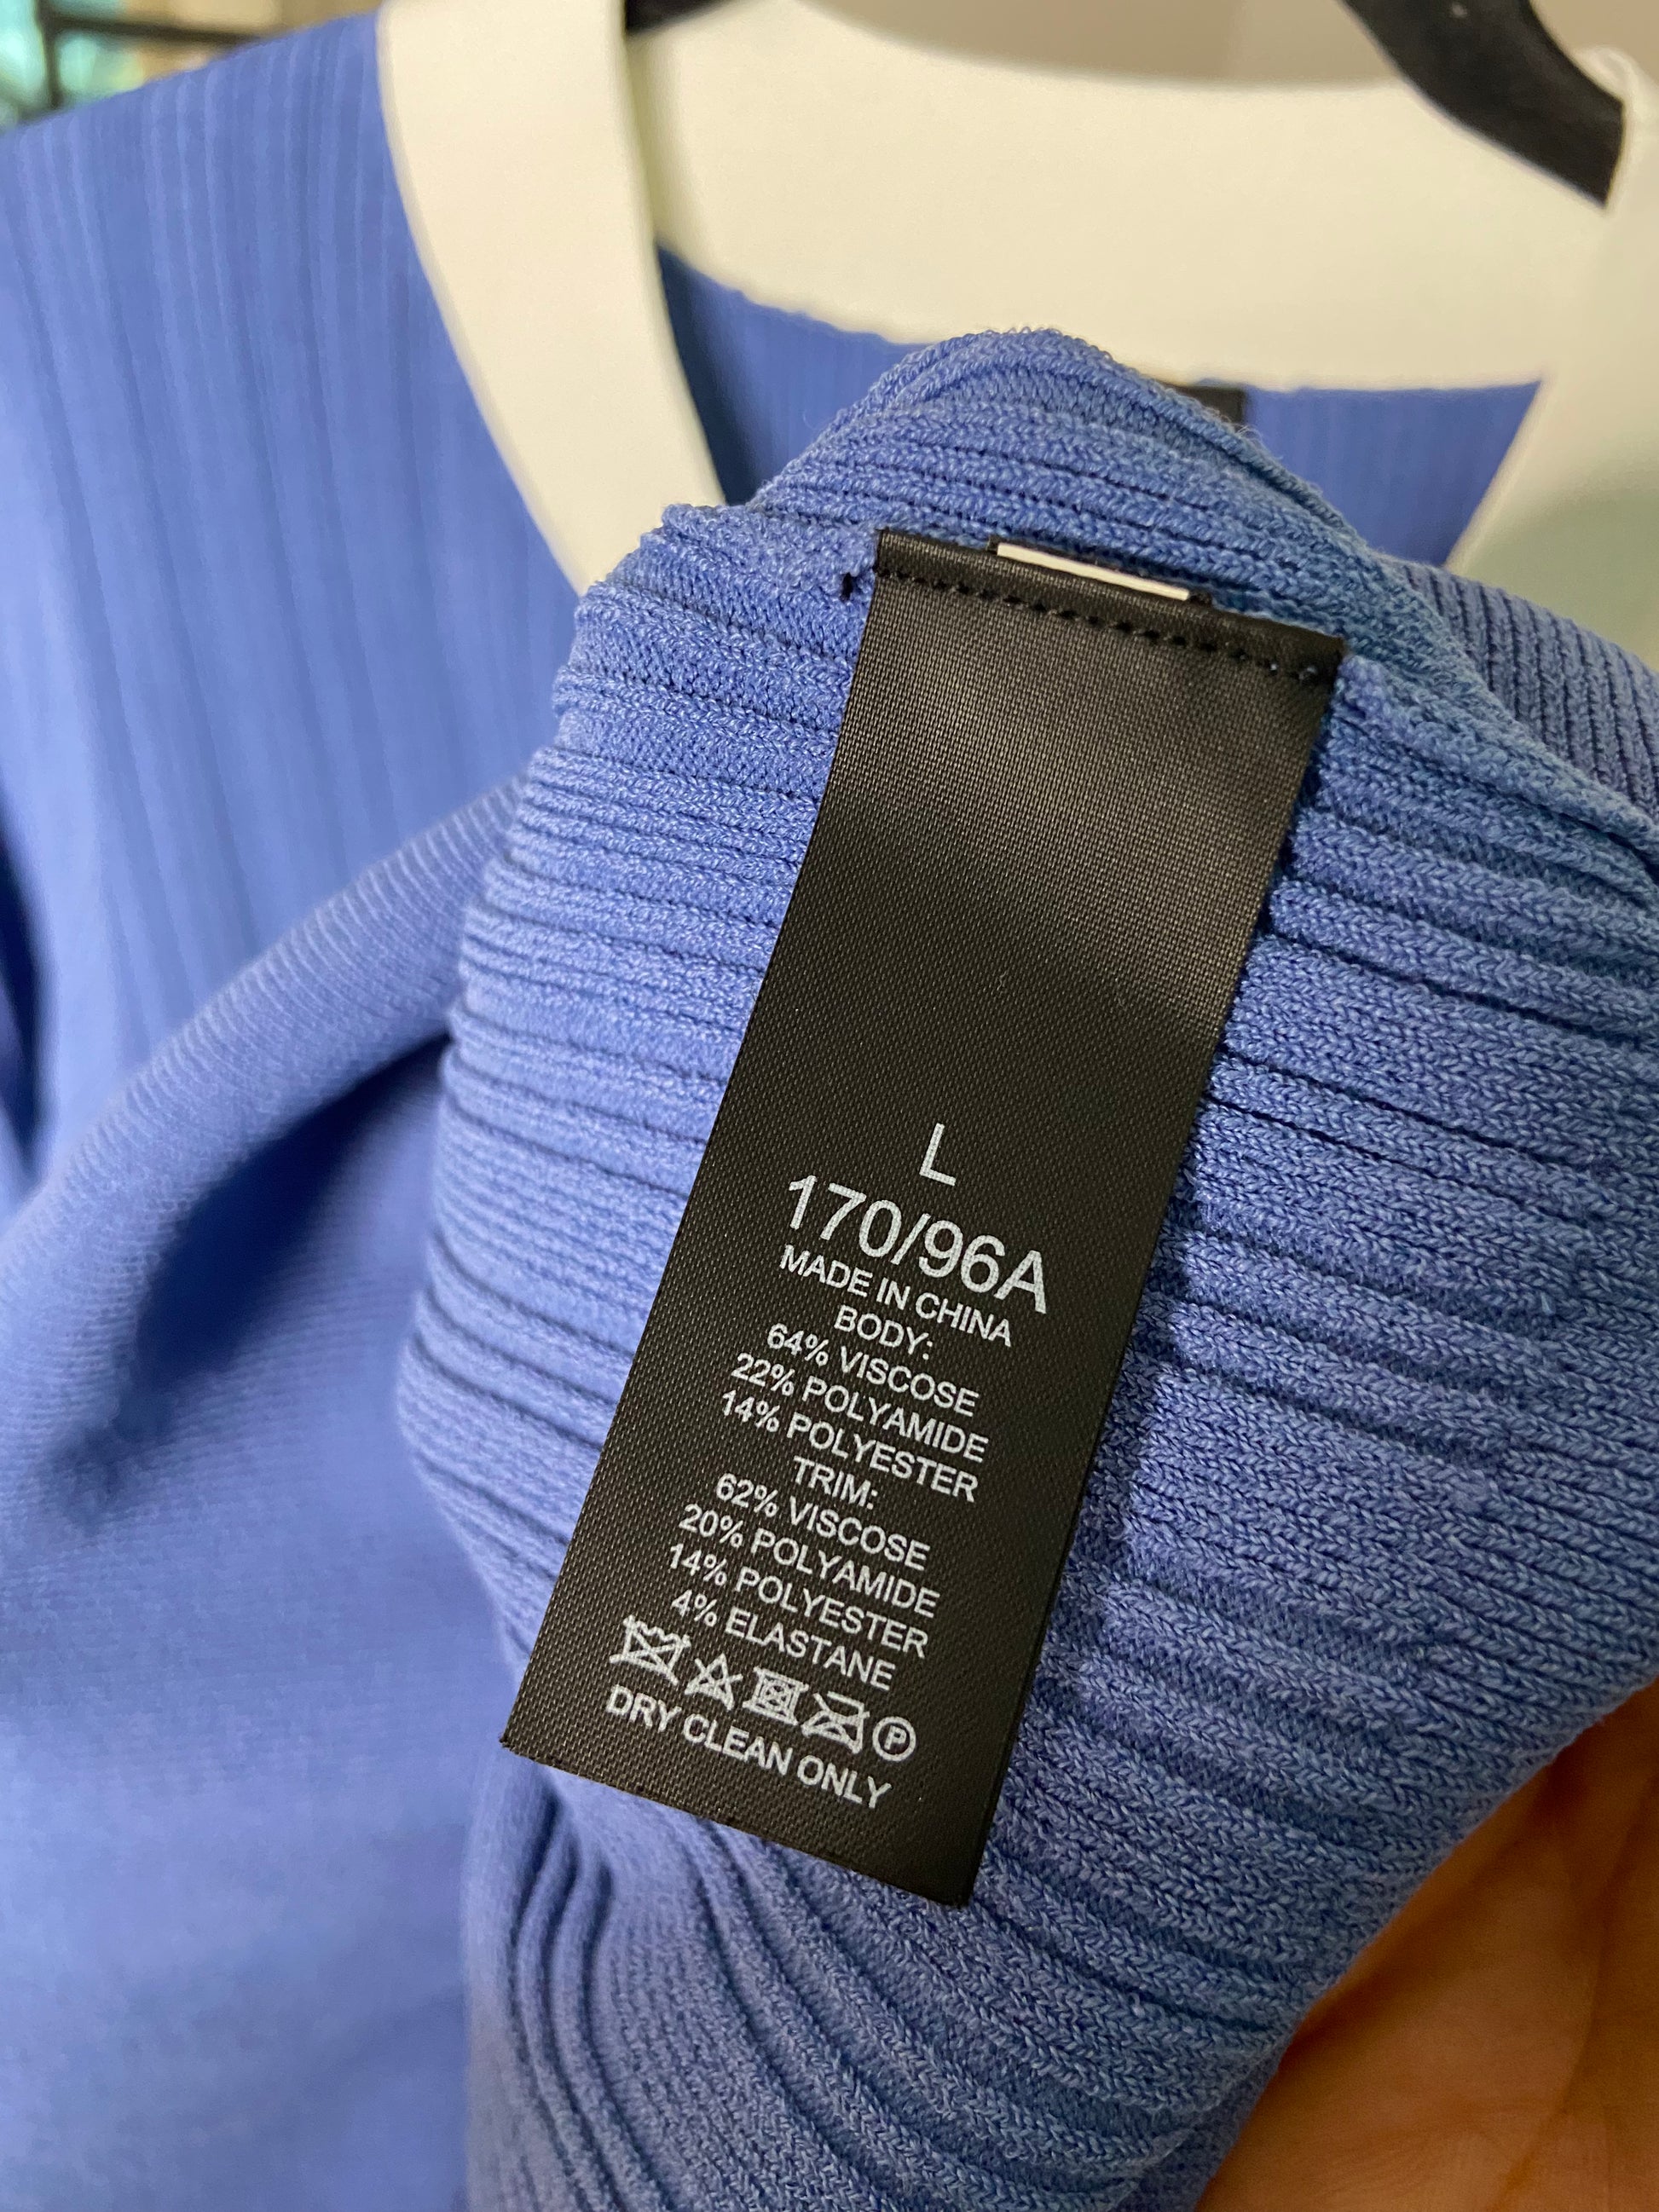 L
170/96A
MADE IN CHINA
BODY:
64% VISCOSE
22% POLYAMIDE
14% POLYESTER
TRIM:
62% VISCOSE
20% POLYAMIDE
14% POLYESTER
4% ELASTANE
P
DRY CLEAN ONLY